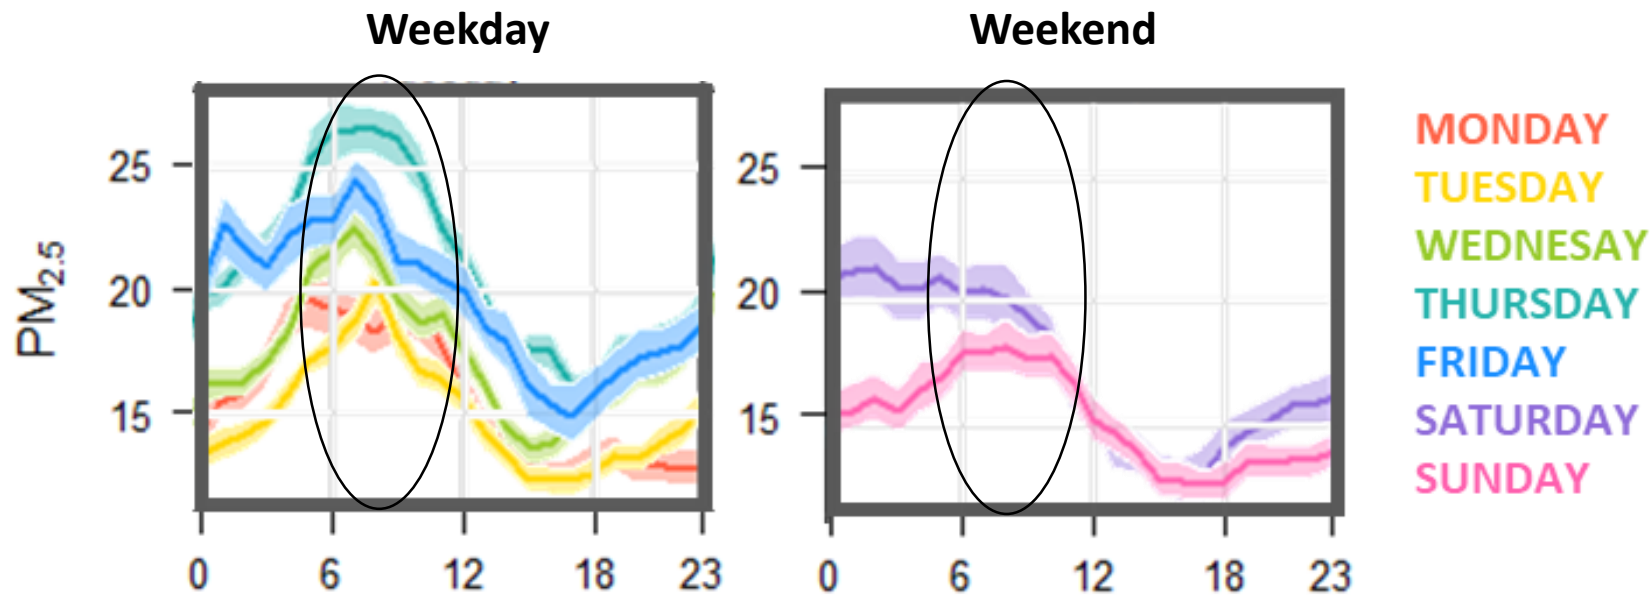 Weekday
Weekend
PM2.5
25
20
15
0 6 12 18 23
25
20
15
0 6 12 18 23
MONDAY
TUESDAY
WEDNESAY
THURSDAY
FRIDAY
SATURDAY
SUNDAY